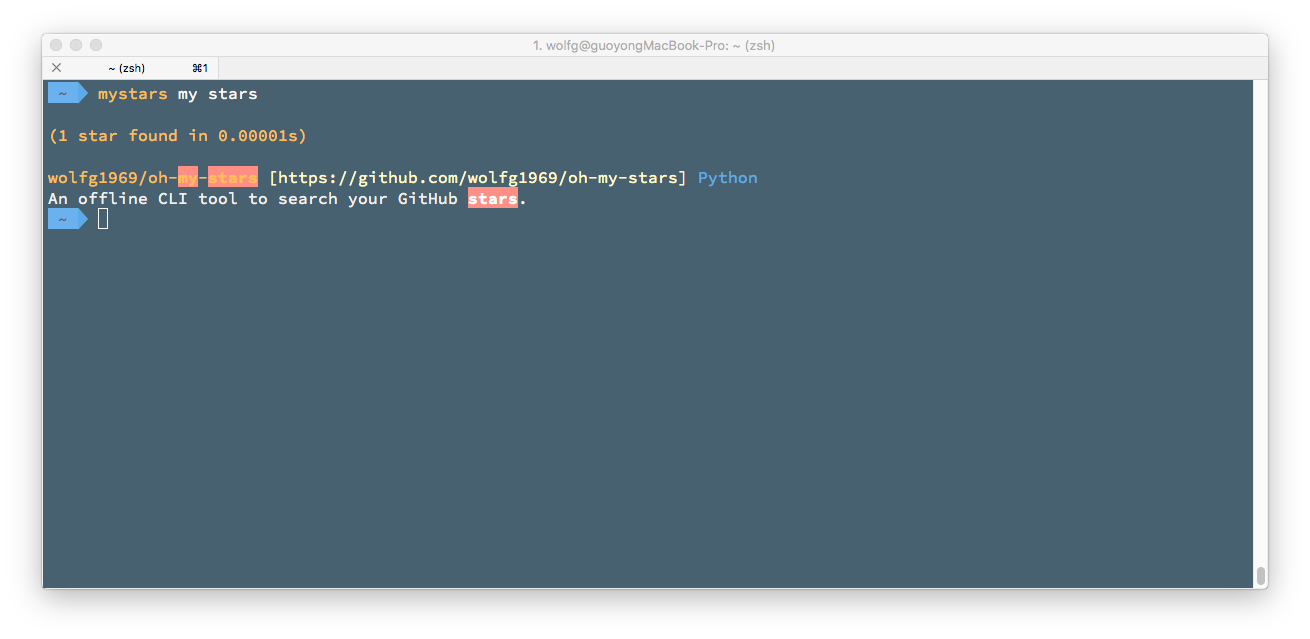 1. wolfg@guoyongMacBook-Pro: ~ (zsh)
~ (zsh) ⌘1
~ mystars my stars
(1 star found in 0.00001s)
wolfg1969/oh-my-stars [https://github.com/wolfg1969/oh-my-stars] Python
An offline CLI tool to search your GitHub stars.
~